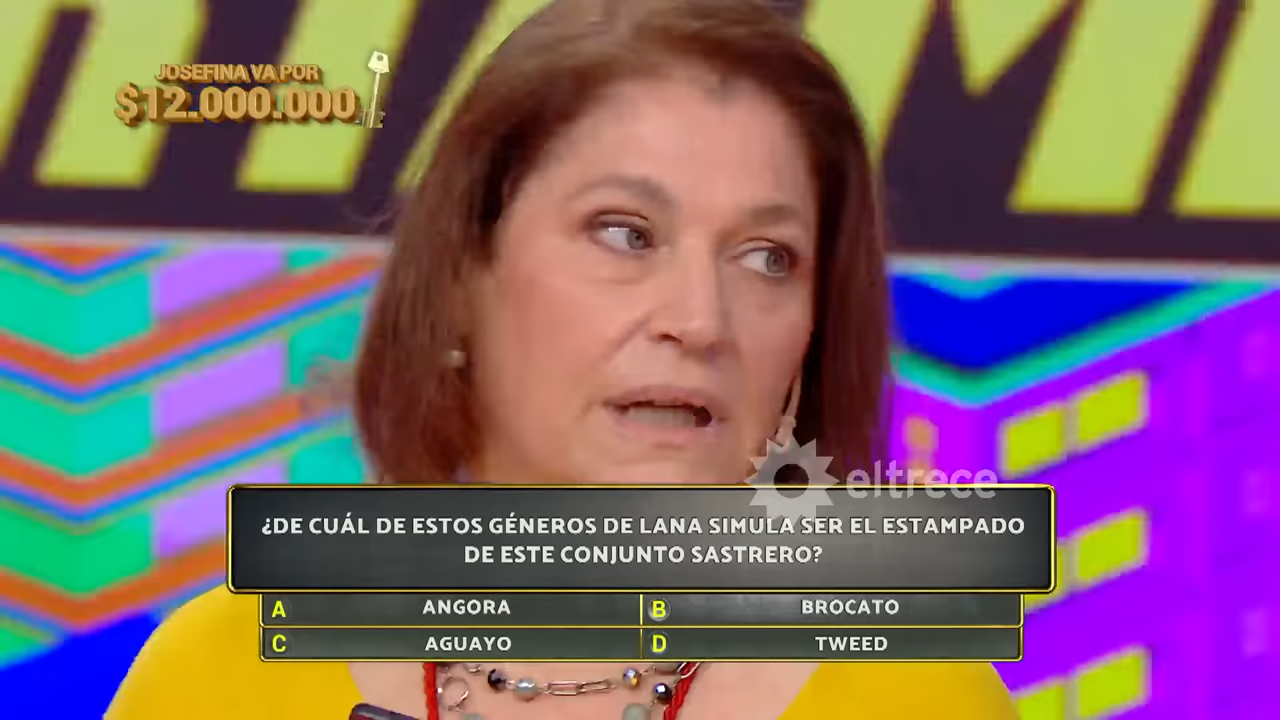 JOSEFINA VA POR
$12.000.000
eltrece
¿DE CUÁL DE ESTOS GÉNEROS DE LANA SIMULA SER EL ESTAMPADO
DE ESTE CONJUNTO SASTRERO?
A ANGORA
B BROCATO
C AGUAYO
D TWEED